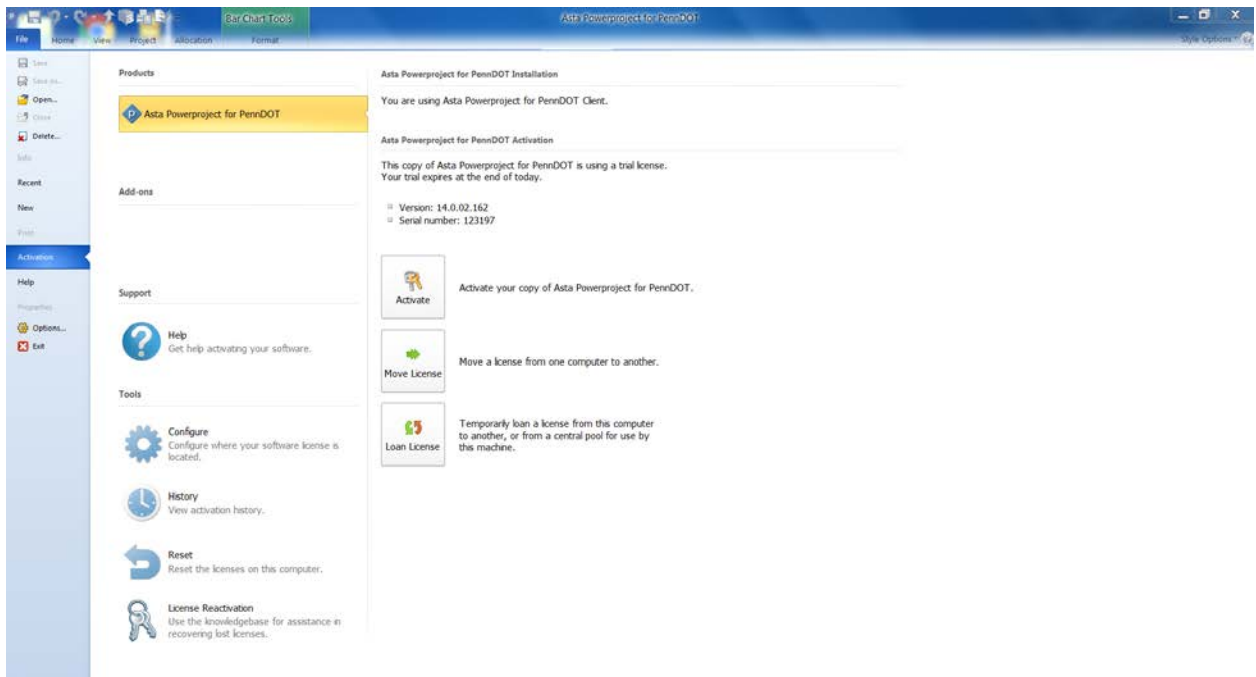 Bar Chart Tools
Asta Powerproject for PennDOT
File
Home
View
Project
Allocation
Format
Style Options
Save
Save as...
Open...
Close
Delete...
Info
Recent
New
Print
Activation
Help
Properties
Options...
Exit
Products
Asta Powerproject for PennDOT
Add-ons
Support
Help
Get help activating your software.
Tools
Configure
Configure where your software license is
located.
History
View activation history.
Reset
Reset the licenses on this computer.
License Reactivation
Use the knowledgebase for assistance in
recovering lost licenses.
Asta Powerproject for PennDOT Installation
You are using Asta Powerproject for PennDOT Client.
Asta Powerproject for PennDOT Activation
This copy of Asta Powerproject for PennDOT is using a trial license.
Your trial expires at the end of today.
Version: 14.0.02.162
Serial number: 123197
Activate
Activate your copy of Asta Powerproject for PennDOT.
Move License
Move a license from one computer to another.
Loan License
Temporarily loan a license from this computer
to another, or from a central pool for use by
this machine.